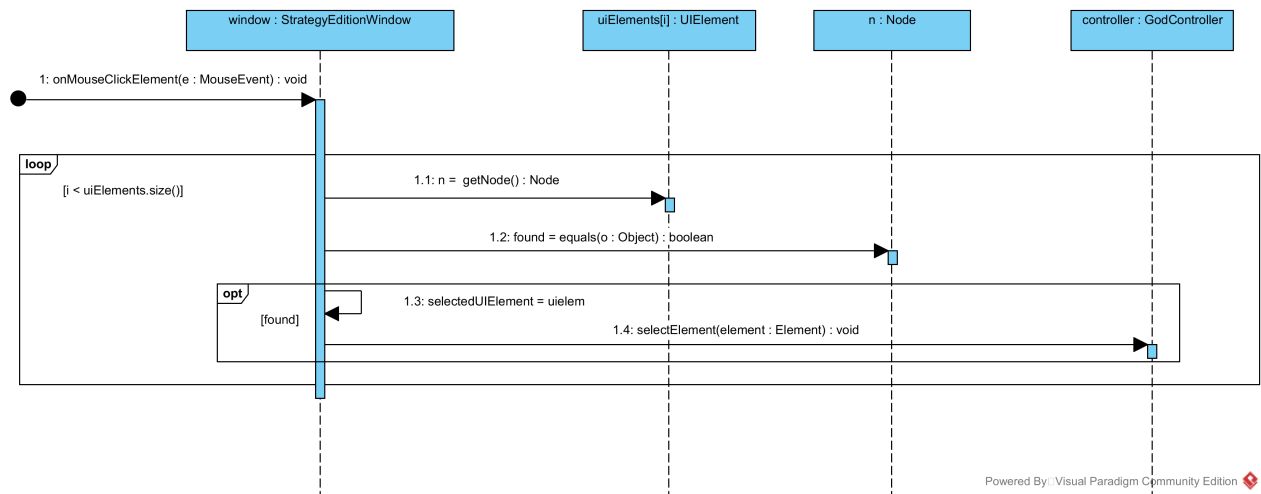 window : StrategyEditionWindow
uiElements[i] : UIElement
n : Node
controller : GodController
1: onMouseClickElement(e : MouseEvent) : void
loop
[i < uiElements.size()]
1.1: n =  getNode() : Node
1.2: found = equals(o : Object) : boolean
opt
[found]
1.3: selectedUIElement = uielem
1.4: selectElement(element : Element) : void
Powered By Visual Paradigm Community Edition